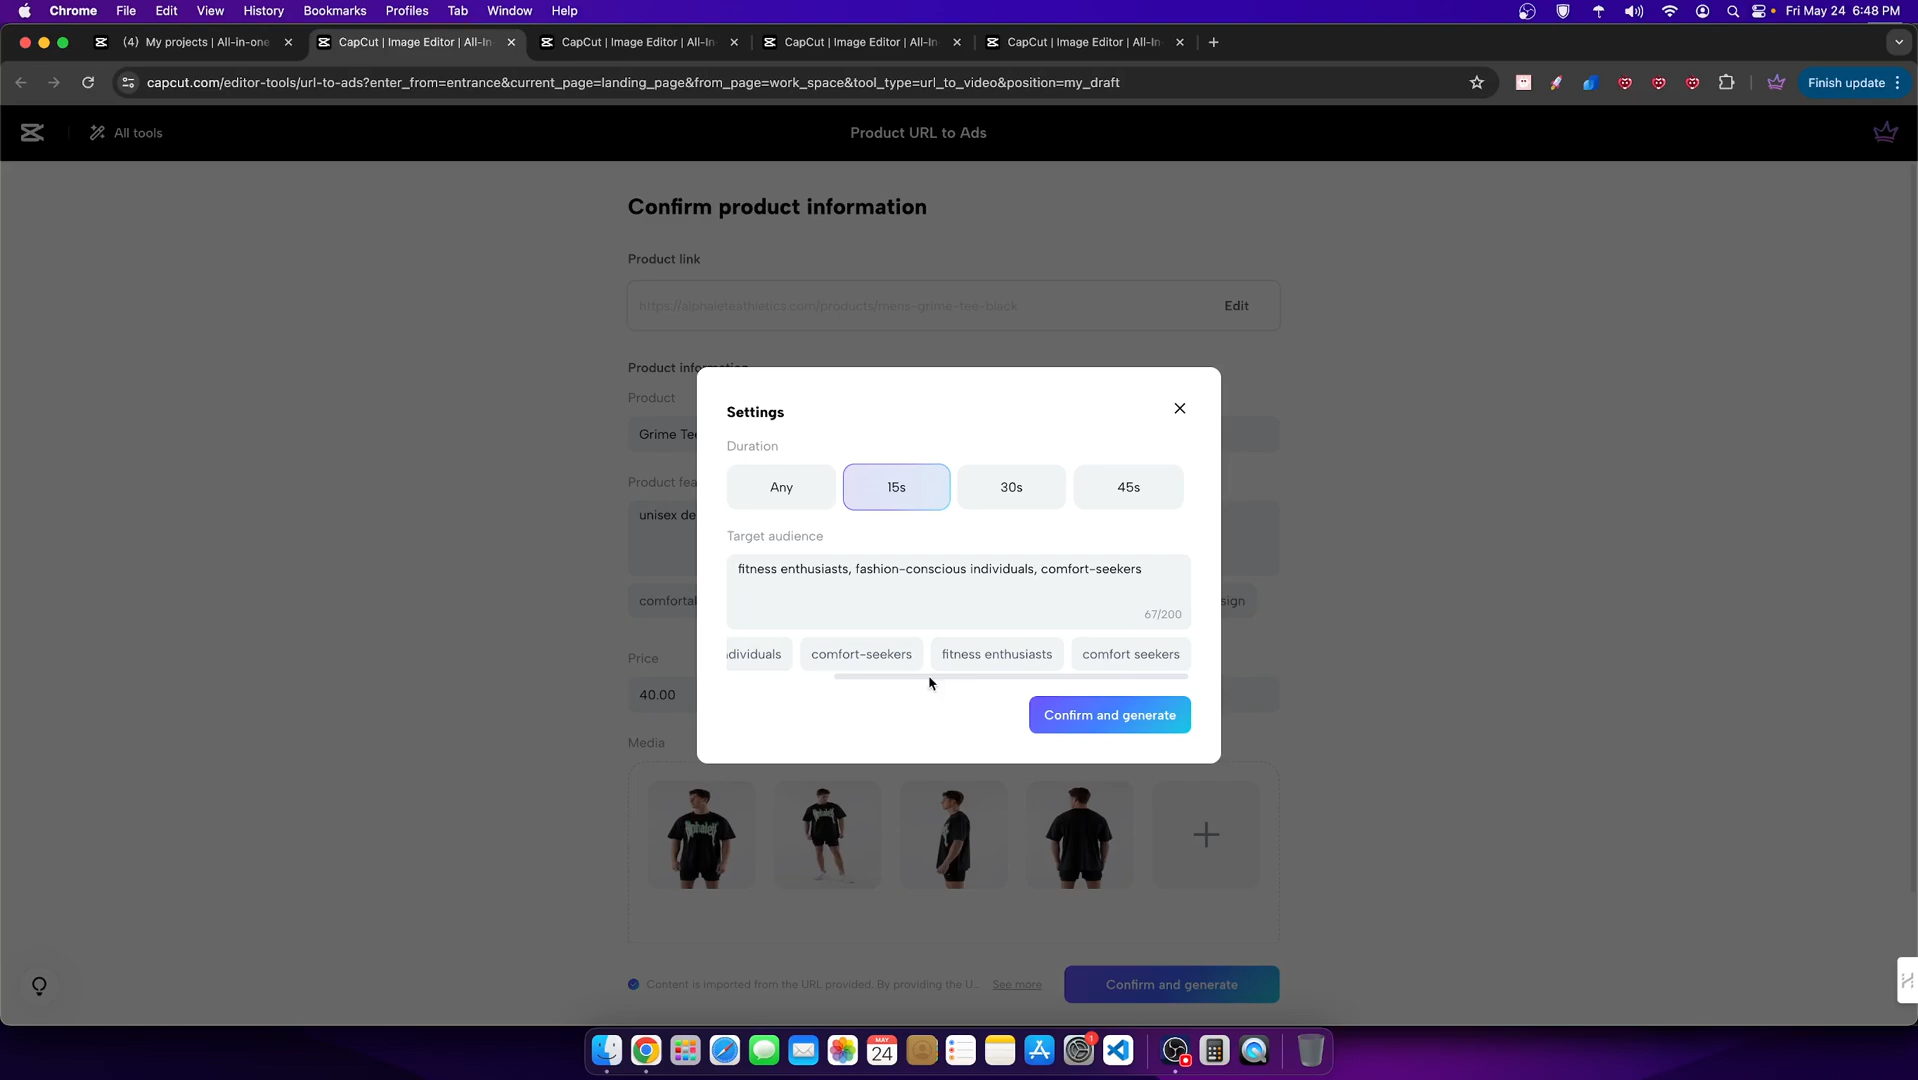 Chrome File Edit View History Bookmarks Profiles Tab Window Help Fri May 24 6:48 PM
(4) My projects | All-in-one CapCut | Image Editor | All-In- CapCut | Image Editor | All-In- CapCut | Image Editor | All-In- CapCut | Image Editor | All-In-
capcut.com/editor-tools/url-to-ads?enter_from=entrance&current_page=landing_page&from_page=work_space&tool_type=url_to_video&position=my_draft Finish update
All tools Product URL to Ads
Confirm product information
Product link
https://alphaleteathletics.com/products/mens-grime-tee-black Edit
Product information
Product
Settings
Grime Tee
Duration
Product fea
Any 15s 30s 45s
unisex de
Target audience
fitness enthusiasts, fashion-conscious individuals, comfort-seekers
comfortal sign
67/200
dividuals comfort-seekers fitness enthusiasts comfort seekers
Price
40.00
Confirm and generate
Media
Content is imported from the URL provided. By providing the U... See more Confirm and generate
MAY
24
1